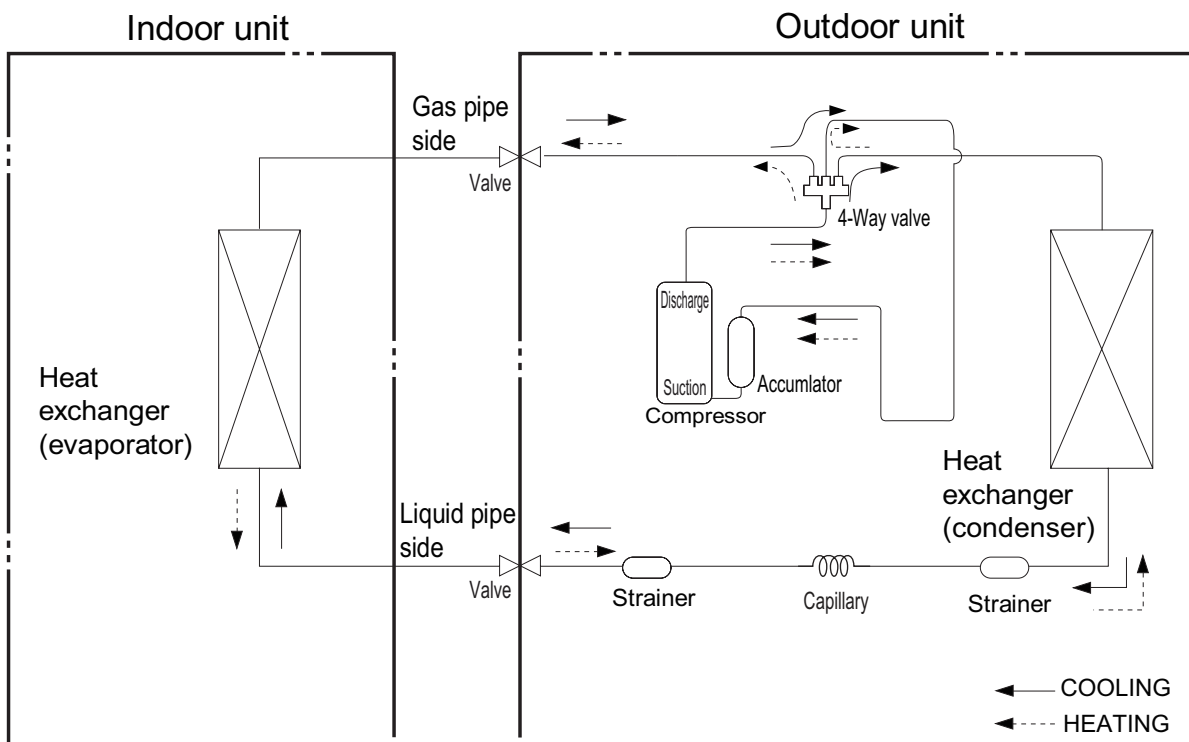 Indoor unit
Outdoor unit
Gas pipe
side
Valve
4-Way valve
Discharge
Suction
Compressor
Accumlator
Heat
exchanger
(evaporator)
Heat
exchanger
(condenser)
Liquid pipe
side
Valve
Strainer
Capillary
Strainer
COOLING
HEATING